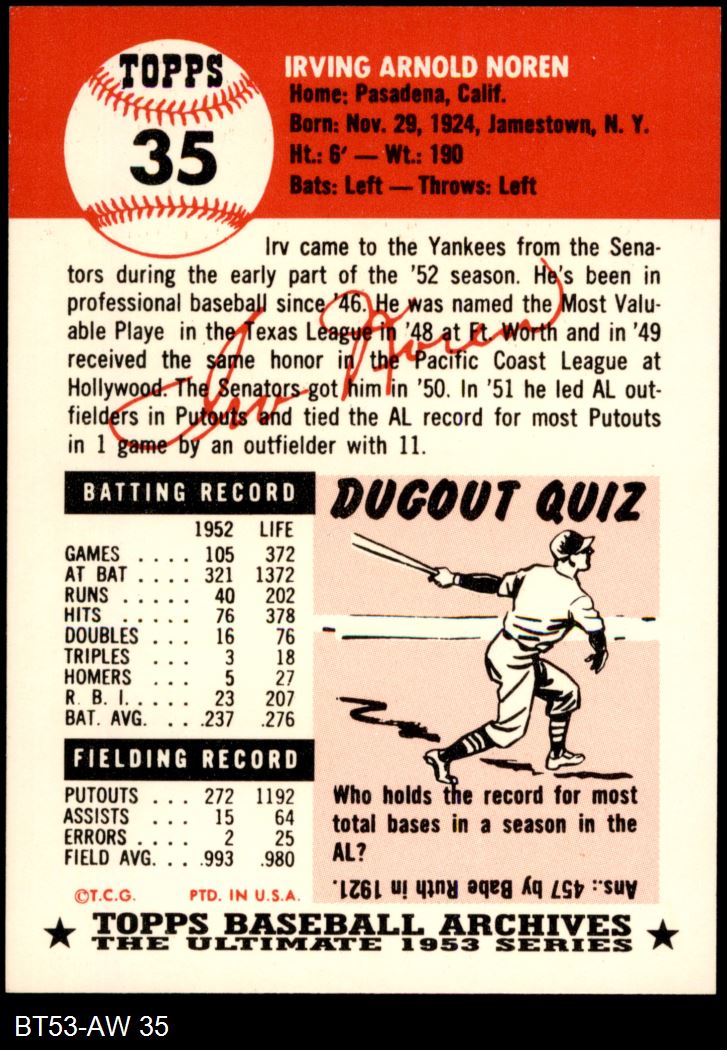 TOPPS
35
IRVING ARNOLD NOREN
Home: Pasadena, Calif.
Born: Nov. 29, 1924, Jamestown, N. Y.
Ht.: 6' — Wt.: 190
Bats: Left — Throws: Left
Irv came to the Yankees from the Sena-
tors during the early part of the '52 season. He's been in
professional baseball since '46. He was named the Most Valu-
able Playe in the Texas League in '48 at Ft. Worth and in '49
received the same honor in the Pacific Coast League at
Hollywood. The Senators got him in '50. In '51 he led AL out-
fielders in Putouts and tied the AL record for most Putouts
in 1 game by an outfielder with 11.
Irv Noren
BATTING RECORD
1952 LIFE
GAMES .... 105 372
AT BAT .... 321 1372
RUNS ..... 40 202
HITS ..... 76 378
DOUBLES .... 16 76
TRIPLES .... 3 18
HOMERS .... 5 27
R. B. I. .... 23 207
BAT. AVG. ... .237 .276
FIELDING RECORD
PUTOUTS ... 272 1192
ASSISTS ... 15 64
ERRORS .... 2 25
FIELD AVG. ... .993 .980
DUGOUT QUIZ
Who holds the record for most
total bases in a season in the
AL?
Ans.: 457 by Babe Ruth in 1921.
©T.C.G. PTD. IN U.S.A.
★ TOPPS BASEBALL ARCHIVES ★
THE ULTIMATE 1953 SERIES
BT53-AW 35